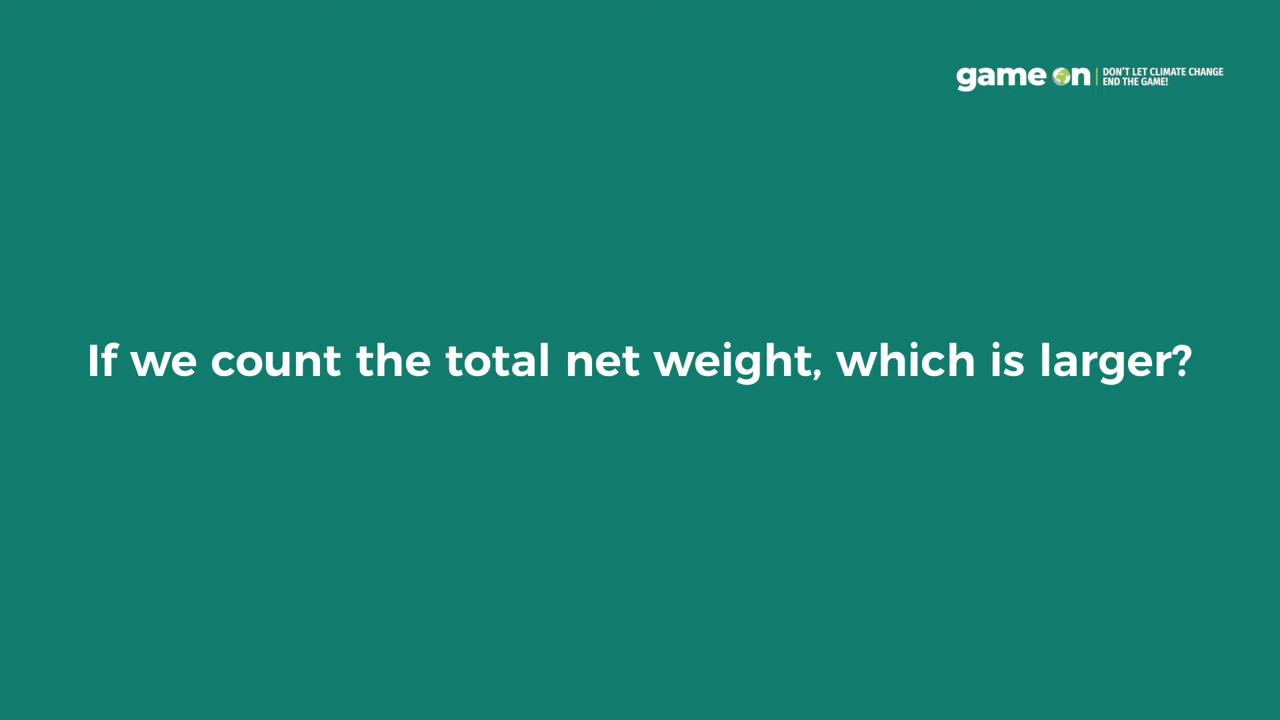 game on
DON'T LET CLIMATE CHANGE
END THE GAME!
If we count the total net weight, which is larger?